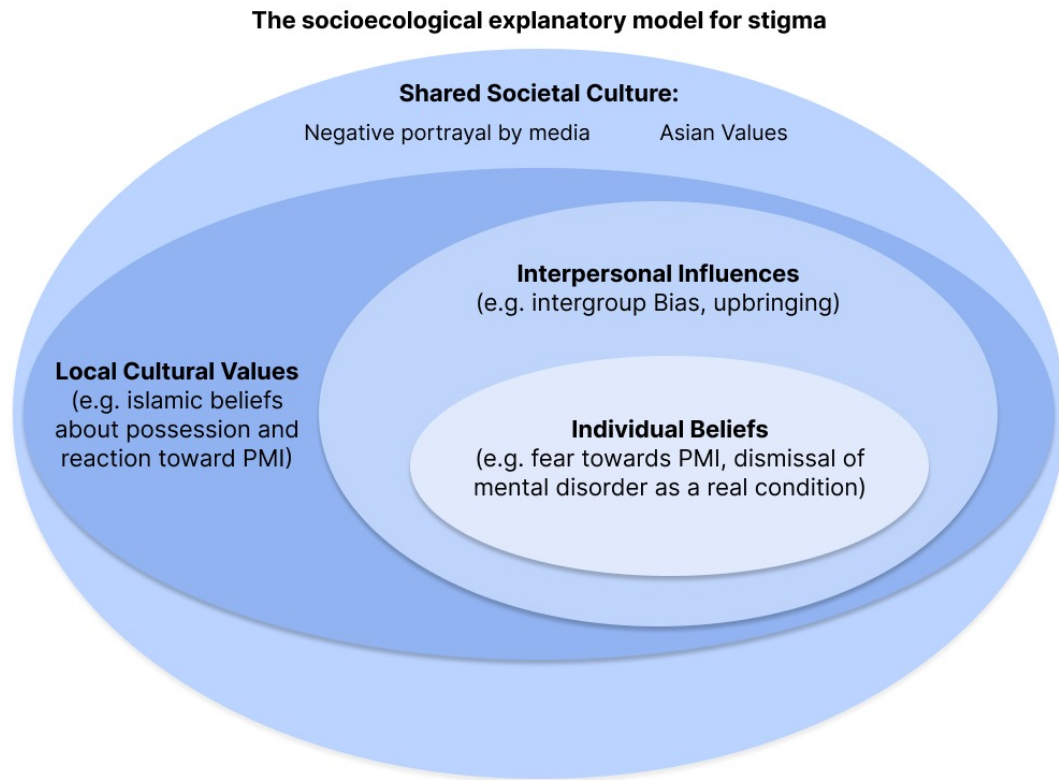 The socioecological explanatory model for stigma
Shared Societal Culture:
Negative portrayal by media
Asian Values
Interpersonal Influences
(e.g. intergroup Bias, upbringing)
Local Cultural Values
(e.g. islamic beliefs
about possession and
reaction toward PMI)
Individual Beliefs
(e.g. fear towards PMI, dismissal of
mental disorder as a real condition)